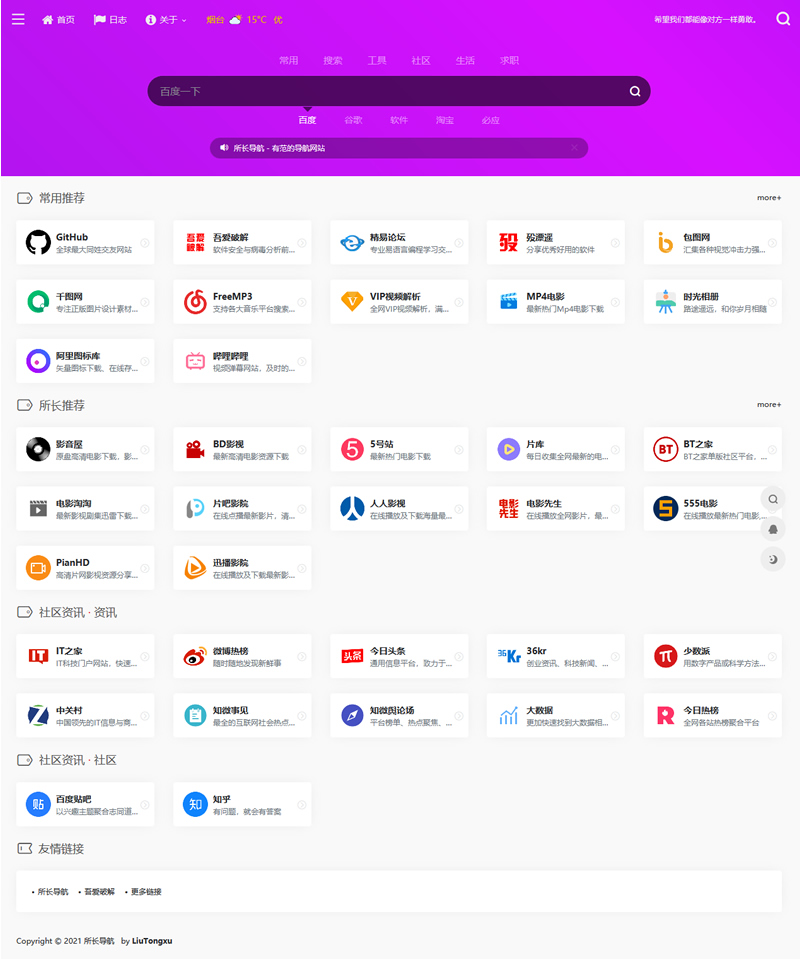 首页 日志 关于 烟台 15°C 优 希望我们都能像对方一样勇敢。
常用 搜索 工具 社区 生活 求职
百度一下
百度 谷歌 软件 淘宝 必应
所长导航 - 有范的导航网站
常用推荐 more+
GitHub
全球最大同性交友网站
吾爱破解
吾爱破解
软件安全与病毒分析前...
精易论坛
专业易语言编程学习交...
殁漂遥
分享优秀好用的软件
包图网
汇集各种视觉冲击力强...
千图网
专注正版图片设计素材...
FreeMP3
支持各大音乐平台搜索...
V
VIP视频解析
全网VIP视频解析，满...
MP4电影
最新热门Mp4电影下载
时光相册
路途遥远，和你岁月相随
阿里图标库
矢量图标下载、在线存...
哔哩哔哩
视频弹幕网站，及时的...
所长推荐 more+
影音屋
原盘高清电影下载，影...
BD影视
最新高清电影资源下载
5
5号站
最新热门电影下载
片库
每日收集全网最新的电...
BT
BT之家
BT之家单版社区平台，...
电影淘淘
最新影视剧集迅雷下载...
片吧影院
在线点播最新影片，清...
人人影视
在线播放及下载海量最...
电影先生
电影先生
在线播放全网影片，最...
5
555电影
在线播放最新热门电影,
PianHD
高清片网影视资源分享...
迅播影院
在线播放及下载最新影...
社区资讯 · 资讯
IT
IT之家
IT科技门户网站，快速...
微博热榜
随时随地发现新鲜事
头条
今日头条
通用信息平台，致力于...
36Kr
36kr
创业资讯、科技新闻、...
π
少数派
用数字产品或科学方法...
中关村
中国领先的IT信息与商...
知微事见
最全的互联网社会热点...
知微舆论场
平台榜单、热点聚焦、...
大数据
更加快速找到大数据相...
今日热榜
全网各站热榜聚合平台
社区资讯 · 社区
贴
百度贴吧
以兴趣主题聚合志同道...
知
知乎
有问题，就会有答案
友情链接
• 所长导航 • 吾爱破解 • 更多链接
Copyright © 2021 所长导航 by LiuTongxu